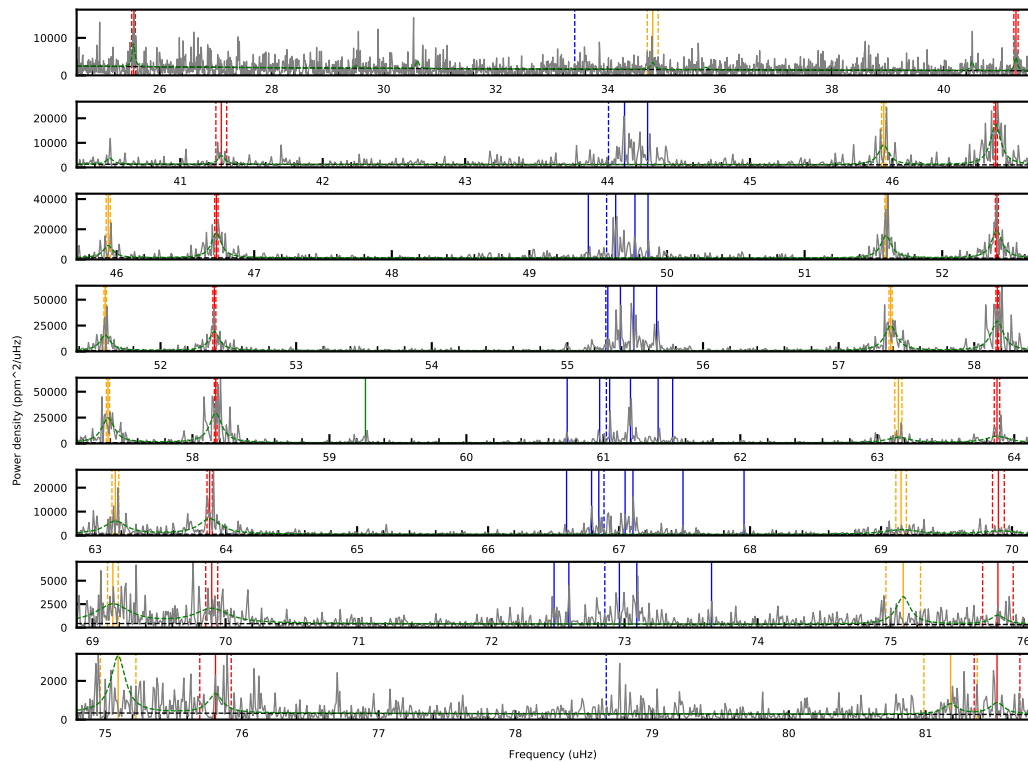 10000
0
26 28 30 32 34 36 38 40
20000
10000
0
41 42 43 44 45 46
40000
20000
0
46 47 48 49 50 51 52
50000
25000
0
52 53 54 55 56 57 58
50000
25000
0
58 59 60 61 62 63 64
Power density (ppm^2/uHz)
20000
10000
0
63 64 65 66 67 68 69 70
5000
2500
0
69 70 71 72 73 74 75 76
2000
0
75 76 77 78 79 80 81
Frequency (uHz)